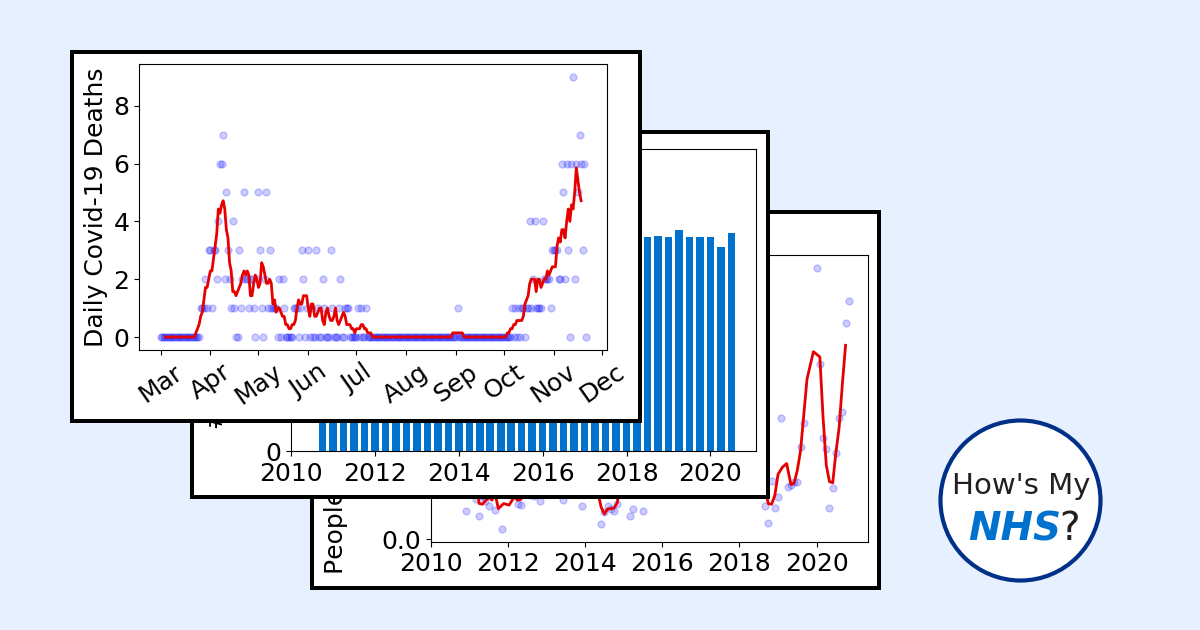 Daily Covid-19 Deaths
8
6
4
2
0
Mar Apr May Jun Jul Aug Sep Oct Nov Dec
0
2010 2012 2014 2016 2018 2020
People
0.0
2010 2012 2014 2016 2018 2020
How's My
NHS?